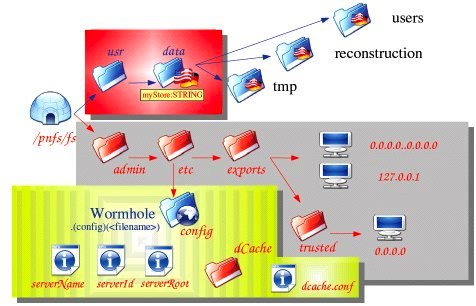 users
reconstruction
tmp
usr
data
myStore:STRING
/pnfs/fs
admin
etc
exports
0.0.0.0..0.0.0.0
127.0.0.1
trusted
0.0.0.0
Wormhole
.(config)(<filename>)
config
dCache
serverName
serverId
serverRoot
dcache.conf